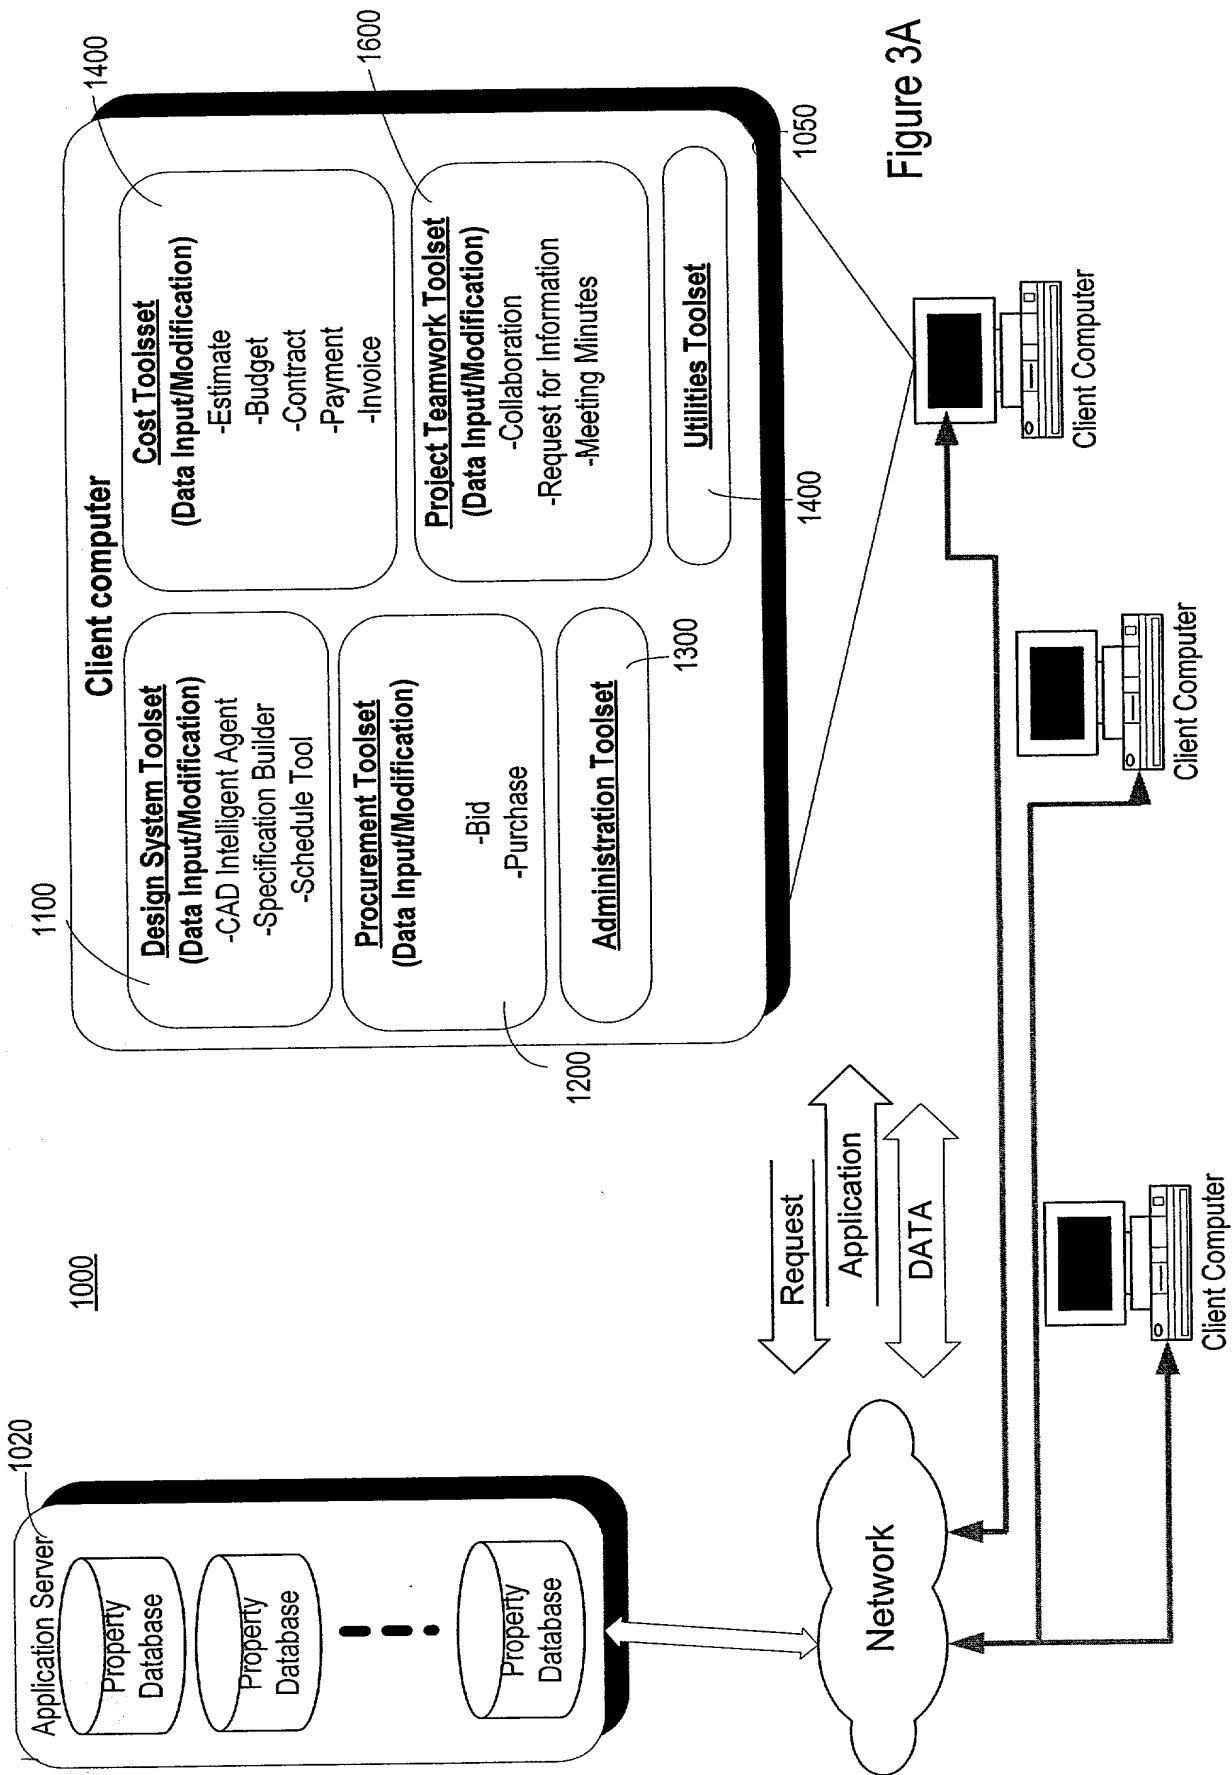 1000
Application Server
1020
Property
Database
Property
Database
Property
Database
Network
Request
Application
DATA
Client computer
1100
Design System Toolset
(Data Input/Modification)
-CAD Intelligent Agent
-Specification Builder
-Schedule Tool
Procurement Toolset
(Data Input/Modification)
-Bid
-Purchase
1200
Administration Toolset
1300
Cost Toolsset
(Data Input/Modification)
-Estimate
-Budget
-Contract
-Payment
-Invoice
1400
Project Teamwork Toolset
(Data Input/Modification)
-Collaboration
-Request for Information
-Meeting Minutes
1600
Utilities Toolset
1400
1050
Client Computer
Client Computer
Client Computer
Figure 3A